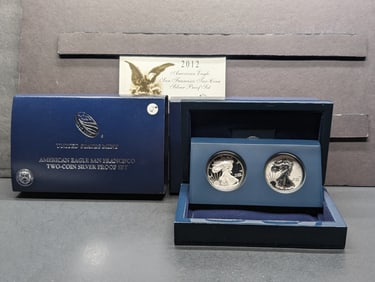 2012
American Eagle
San Francisco Two-Coin
Silver Proof Set
UNITED STATES MINT
AMERICAN EAGLE SAN FRANCISCO
TWO-COIN SILVER PROOF SET